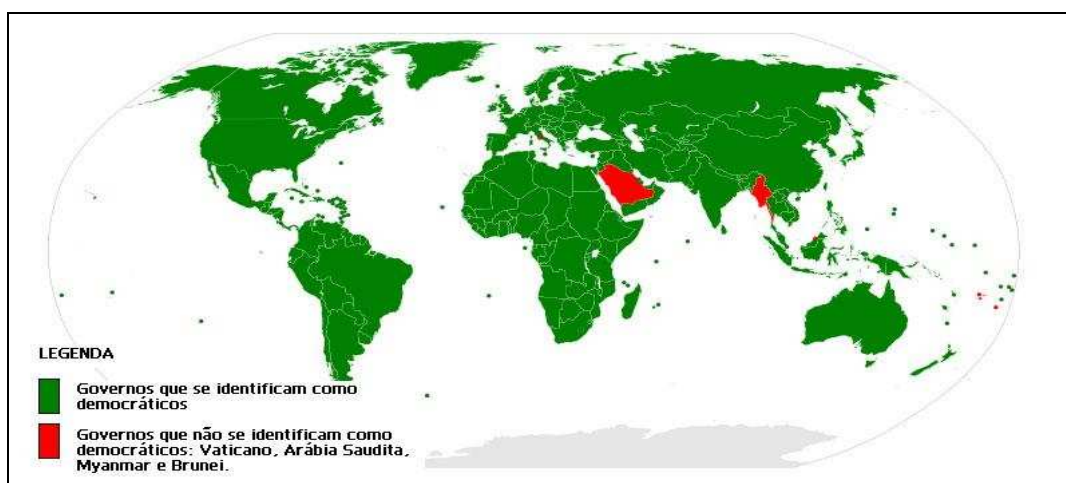 LEGENDA
Governos que se identificam como
democráticos
Governos que não se identificam como
democráticos: Vaticano, Arábia Saudita,
Myanmar e Brunei.